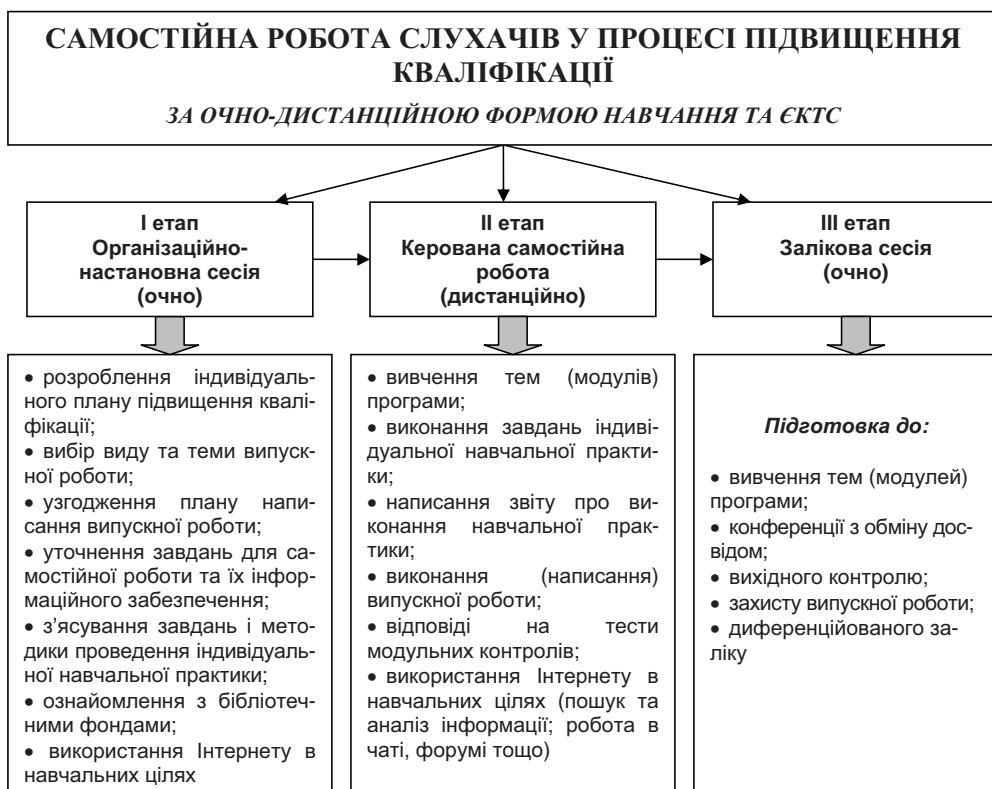 САМОСТІЙНА РОБОТА СЛУХАЧІВ У ПРОЦЕСІ ПІДВИЩЕННЯ
КВАЛІФІКАЦІЇ
ЗА ОЧНО-ДИСТАНЦІЙНОЮ ФОРМОЮ НАВЧАННЯ ТА ЄКТС
І етап
Організаційно-
настановна сесія
(очно)
ІІ етап
Керована самостійна
робота
(дистанційно)
ІІІ етап
Залікова сесія
(очно)
• розроблення індивідуаль-
ного плану підвищення квалі-
фікації;
• вибір виду та теми випуск-
ної роботи;
• узгодження плану напи-
сання випускної роботи;
• уточнення завдань для са-
мостійної роботи та їх інфор-
маційного забезпечення;
• з'ясування завдань і мето-
дики проведення індивідуаль-
ної навчальної практики;
• ознайомлення з бібліотеч-
ними фондами;
• використання Інтернету в
навчальних цілях
• вивчення тем (модулів)
програми;
• виконання завдань індиві-
дуальної навчальної практи-
ки;
• написання звіту про ви-
конання навчальної прак-
тики;
• виконання (написання)
випускної роботи;
• відповіді на тести
модульних контролів;
• використання Інтернету в
навчальних цілях (пошук та
аналіз інформації; робота в
чаті, форумі тощо)
Підготовка до:
• вивчення тем (модулей)
програми;
• конференції з обміну дос-
відом;
• вихідного контролю;
• захисту випускної роботи;
• диференційованого за-
ліку